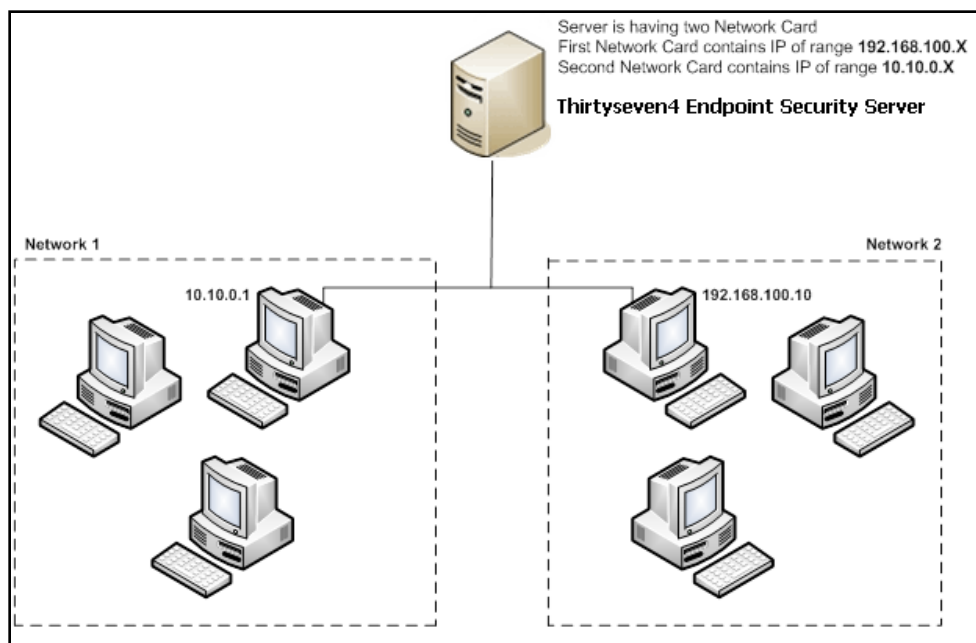 Server is having two Network Card
First Network Card contains IP of range 192.168.100.X
Second Network Card contains IP of range 10.10.0.X
Thirtyseven4 Endpoint Security Server
Network 1
Network 2
10.10.0.1
192.168.100.10